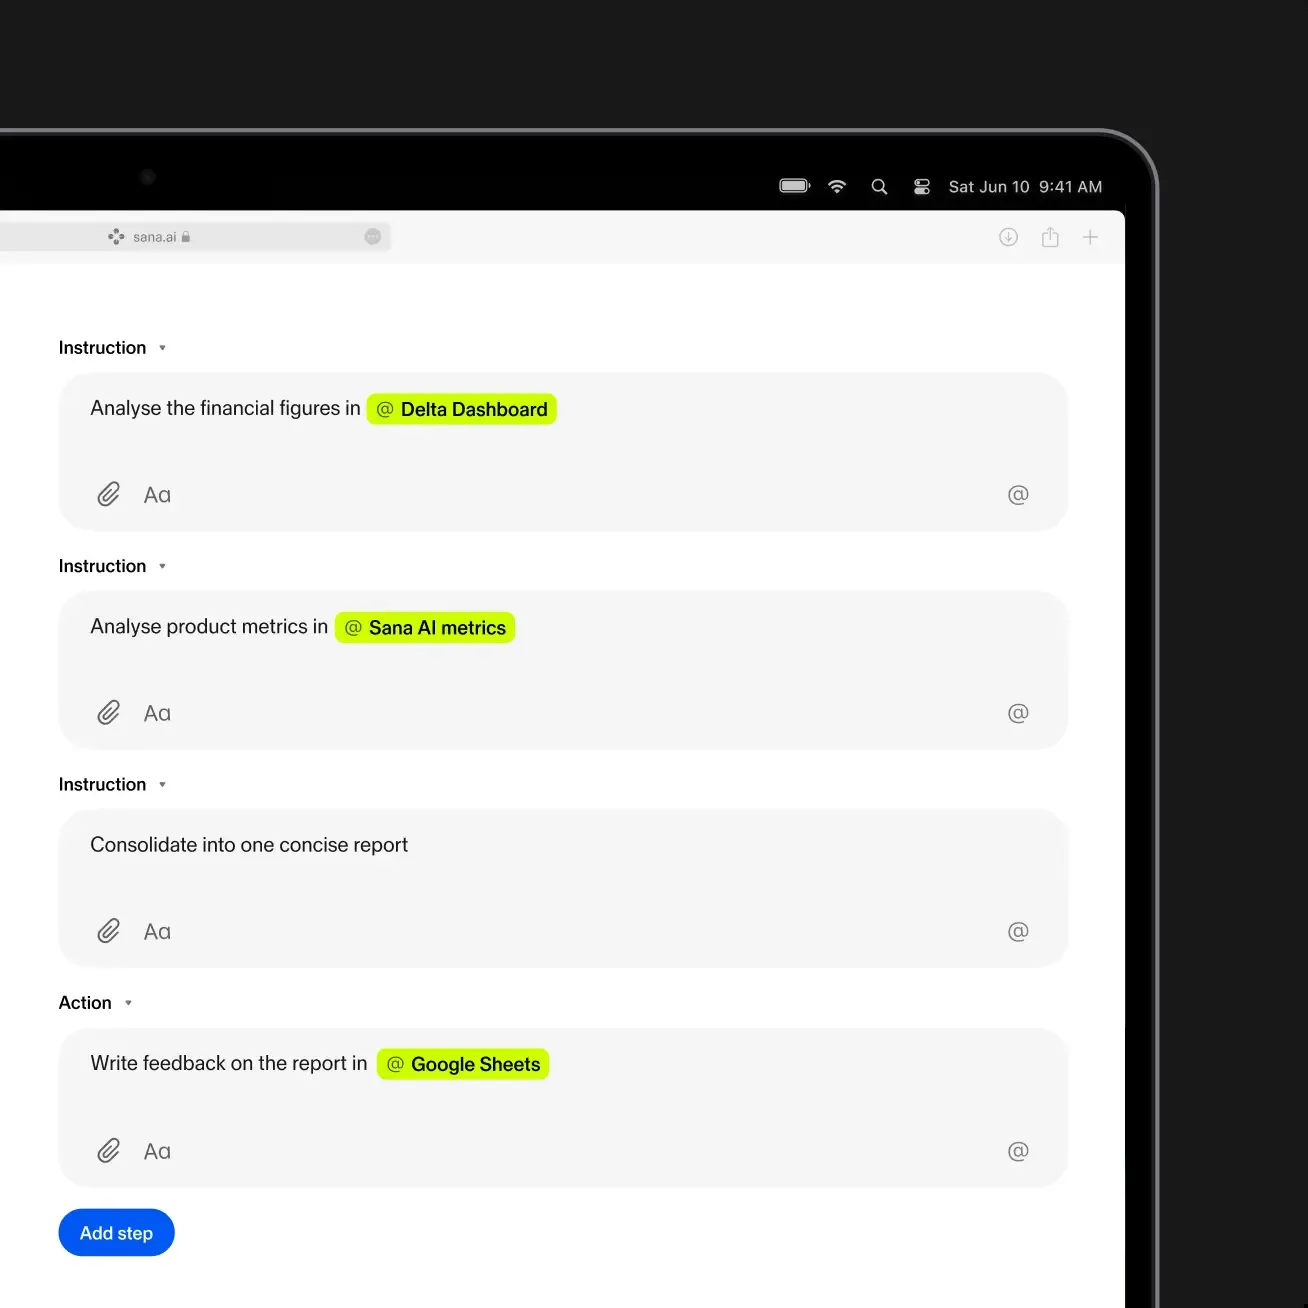 Sat Jun 10 9:41 AM
sana.ai
Instruction
Analyse the financial figures in @ Delta Dashboard
Aa @
Instruction
Analyse product metrics in @ Sana AI metrics
Aa @
Instruction
Consolidate into one concise report
Aa @
Action
Write feedback on the report in @ Google Sheets
Aa @
Add step